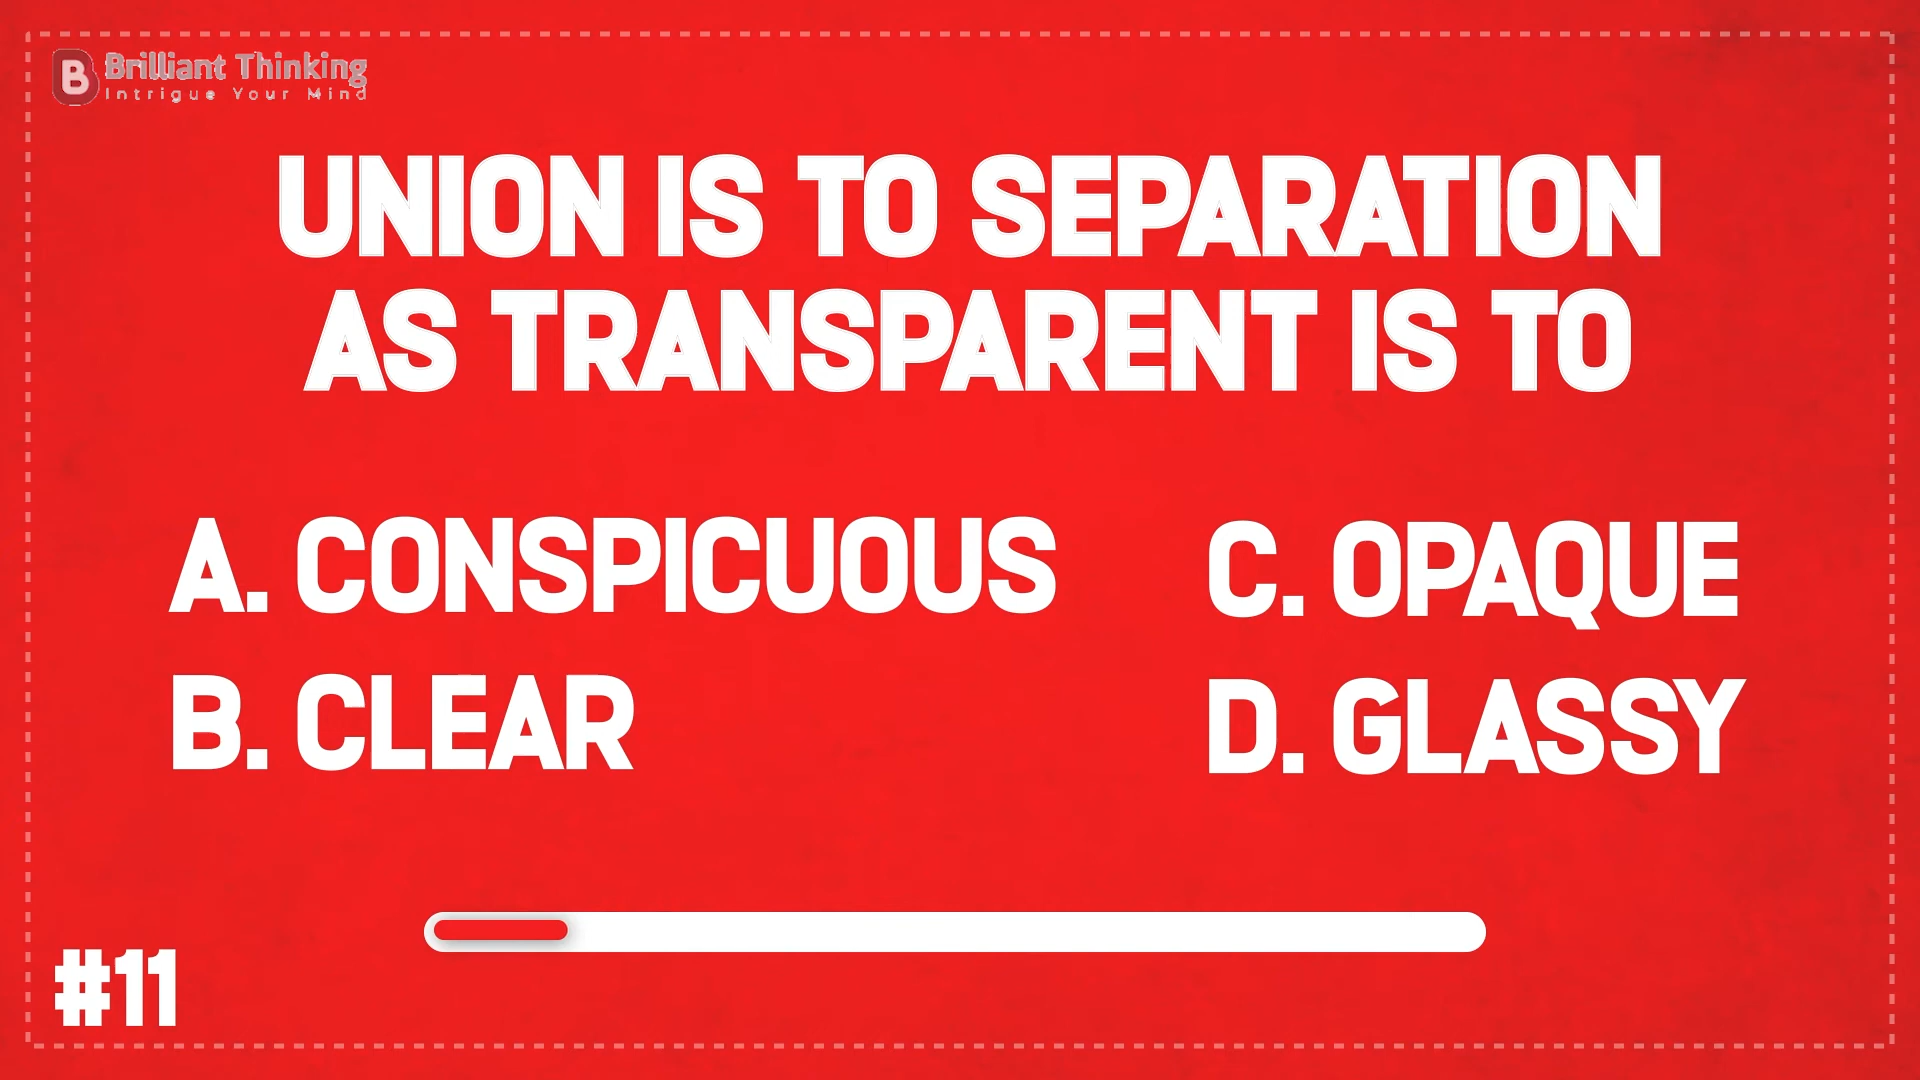 Brilliant Thinking
Intrigue Your Mind
UNION IS TO SEPARATION
AS TRANSPARENT IS TO
A. CONSPICUOUS
B. CLEAR
C. OPAQUE
D. GLASSY
#11